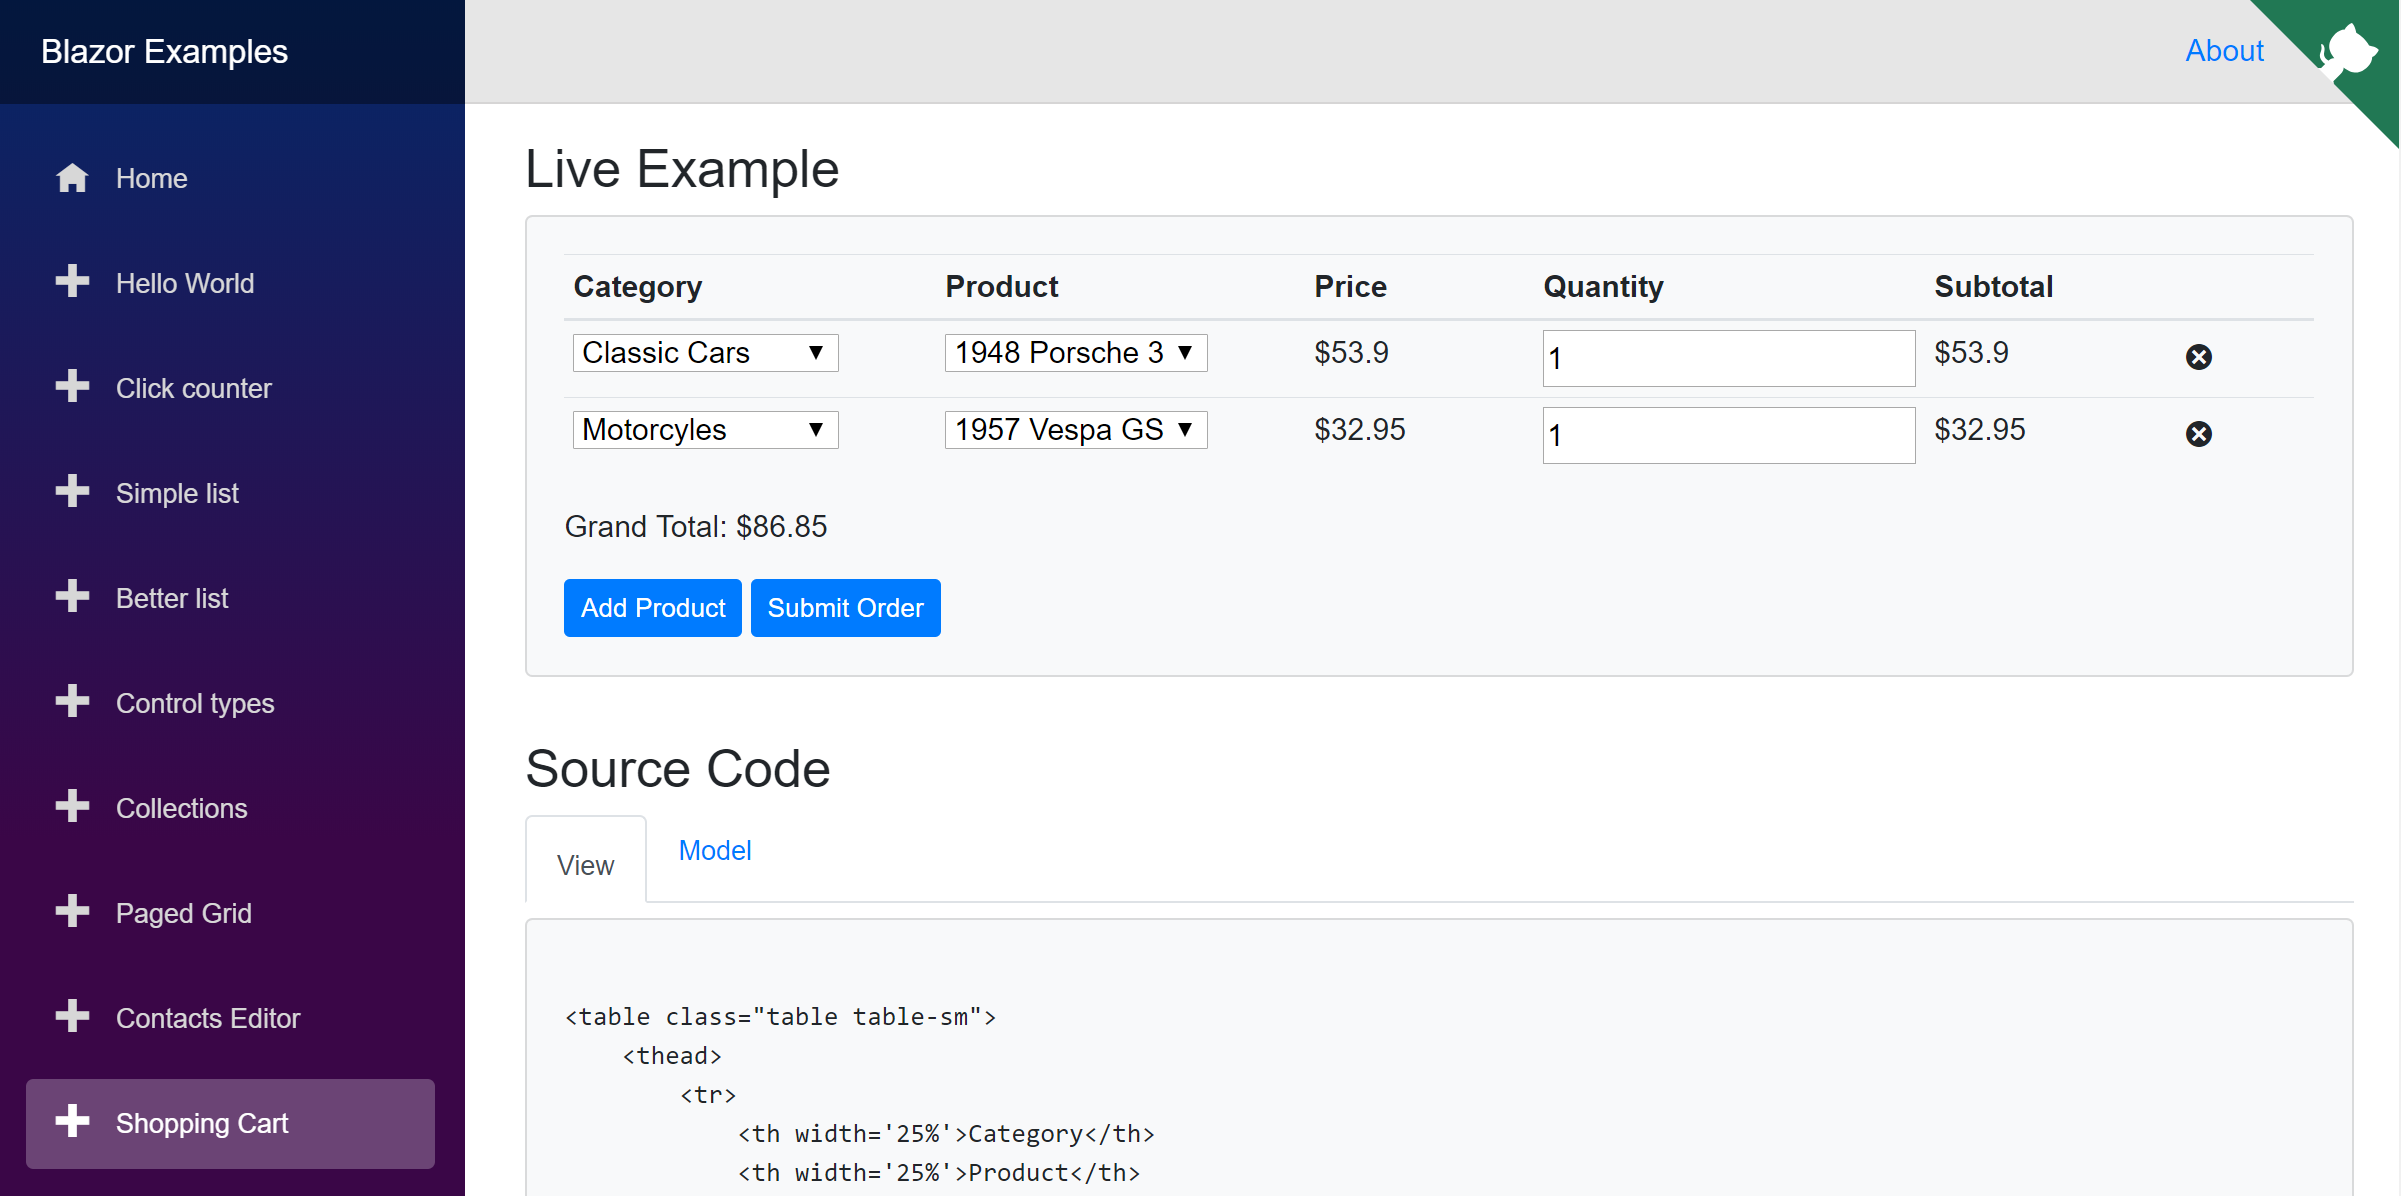 Blazor Examples
About
Home
Hello World
Click counter
Simple list
Better list
Control types
Collections
Paged Grid
Contacts Editor
Shopping Cart
Live Example
Category Product Price Quantity Subtotal
Classic Cars 1948 Porsche 3 $53.9 1 $53.9
Motorcyles 1957 Vespa GS $32.95 1 $32.95
Grand Total: $86.85
Add Product Submit Order
Source Code
View Model
<table class="table table-sm">
<thead>
<tr>
<th width='25%'>Category</th>
<th width='25%'>Product</th>